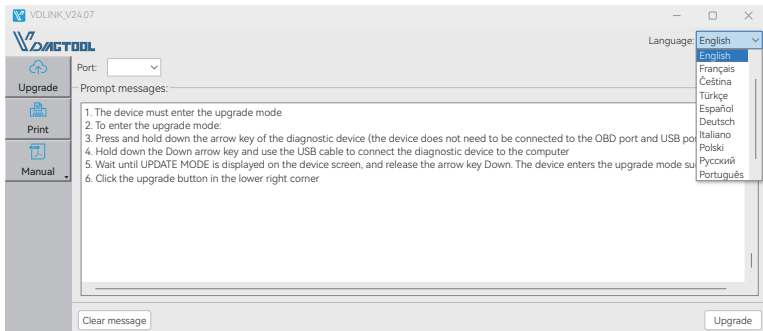 VDLINK_V24.07
VDIAGTOOL
Language: English
English
Français
Čeština
Türkçe
Español
Deutsch
Italiano
Polski
Русский
Português
Upgrade
Print
Manual
Port:
Prompt messages:
1. The device must enter the upgrade mode
2. To enter the upgrade mode:
3. Press and hold down the arrow key of the diagnostic device (the device does not need to be connected to the OBD port and USB por
4. Hold down the Down arrow key and use the USB cable to connect the diagnostic device to the computer
5. Wait until UPDATE MODE is displayed on the device screen, and release the arrow key Down. The device enters the upgrade mode su
6. Click the upgrade button in the lower right corner
Clear message
Upgrade